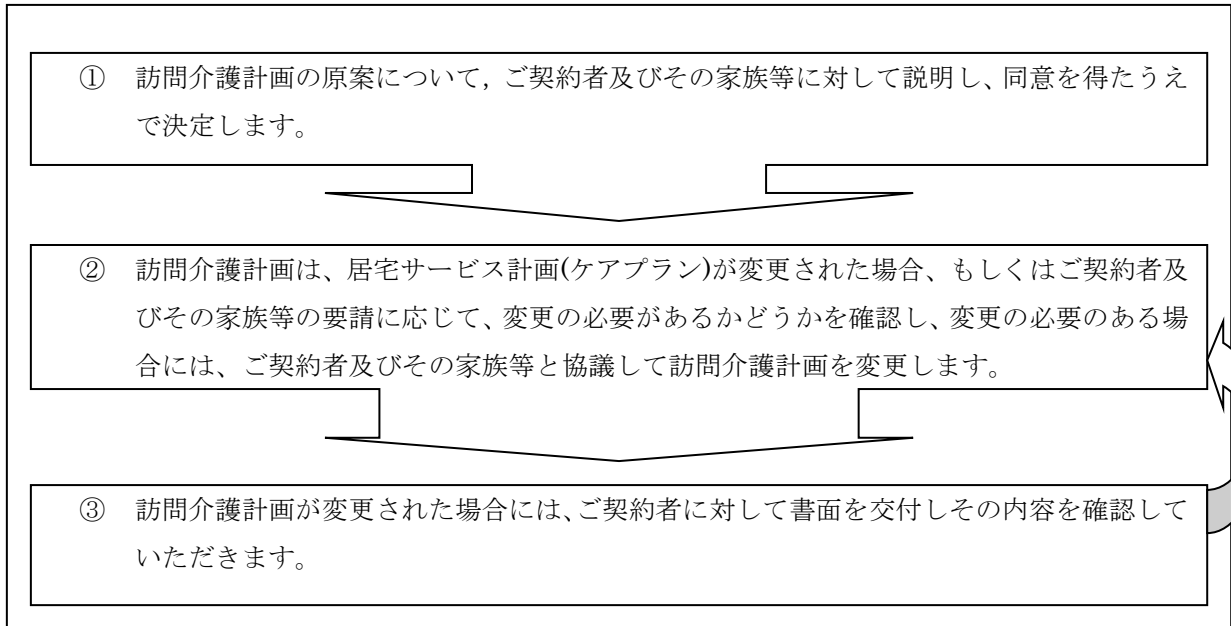 ① 訪問介護計画の原案について,ご契約者及びその家族等に対して説明し、同意を得たうえ
で決定します。
② 訪問介護計画は、居宅サービス計画(ケアプラン)が変更された場合、もしくはご契約者及
びその家族等の要請に応じて、変更の必要があるかどうかを確認し、変更の必要のある場
合には、ご契約者及びその家族等と協議して訪問介護計画を変更します。
③ 訪問介護計画が変更された場合には、ご契約者に対して書面を交付しその内容を確認して
いただきます。